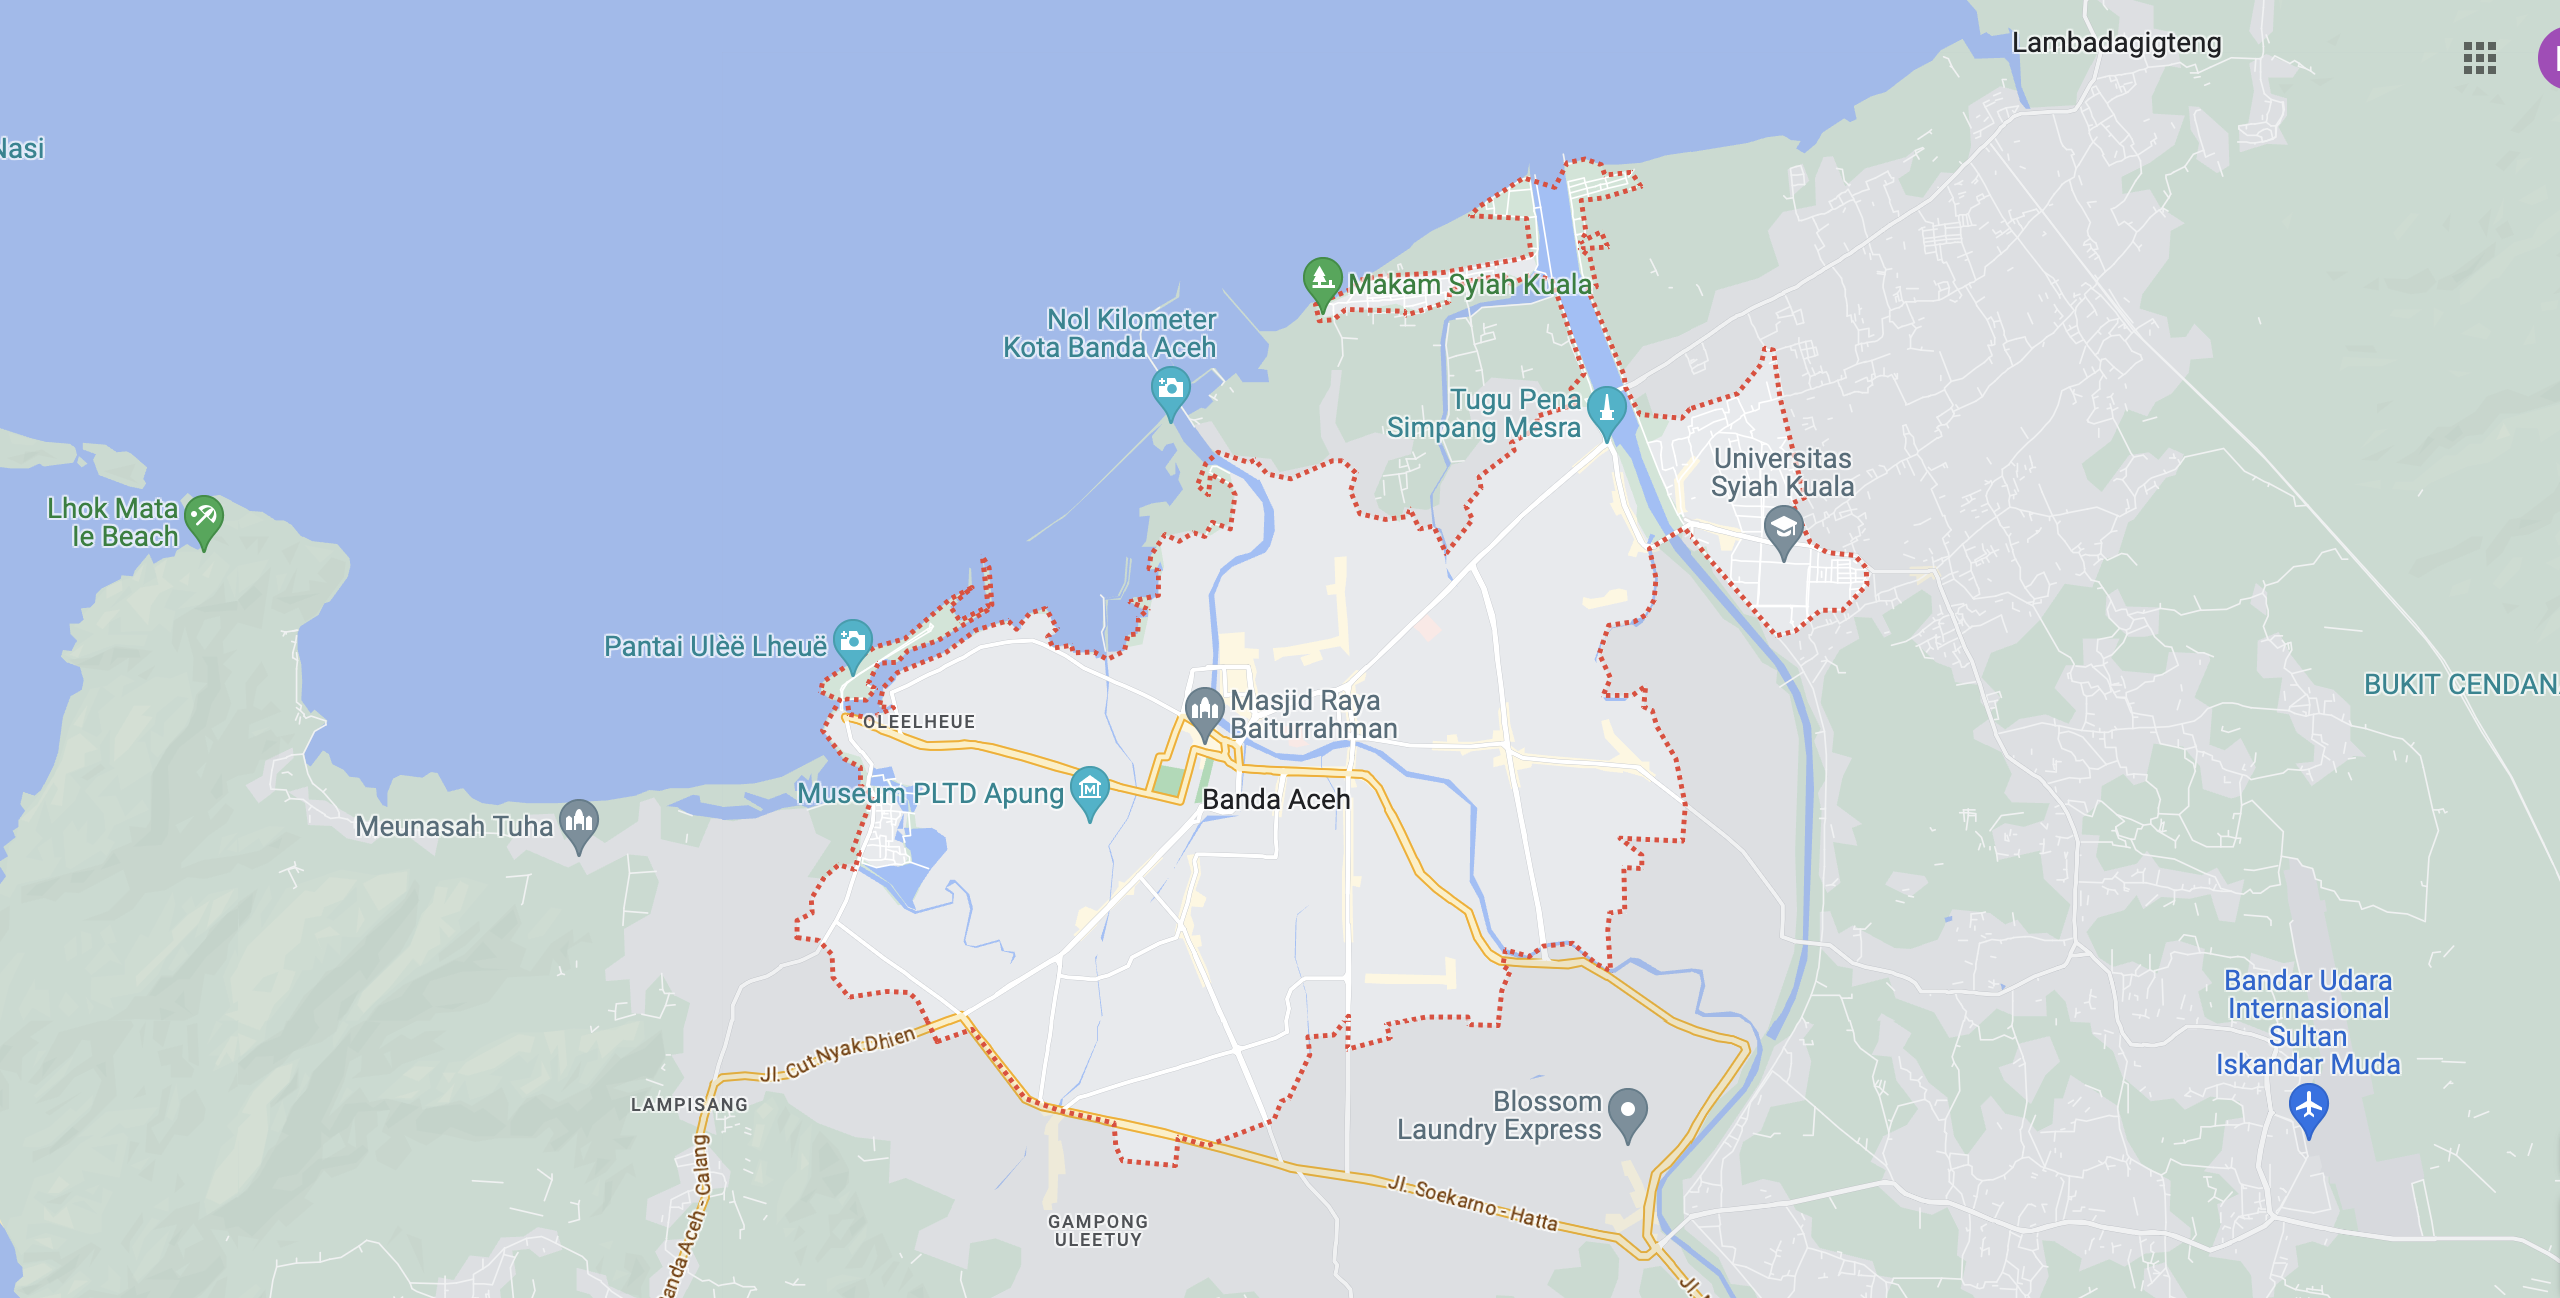 Lambadagigteng
Nasi
Makam Syiah Kuala
Nol Kilometer
Kota Banda Aceh
Tugu Pena
Simpang Mesra
Universitas
Syiah Kuala
Lhok Mata
Ie Beach
Pantai Ulèë Lheuë
BUKIT CENDANA
OLEELHEUE
Masjid Raya
Baiturrahman
Museum PLTD Apung
Banda Aceh
Meunasah Tuha
Bandar Udara
Internasional
Sultan
Iskandar Muda
Jl. Cut Nyak Dhien
LAMPISANG
Blossom
Laundry Express
Banda Aceh - Calang
Jl. Soekarno - Hatta
GAMPONG
ULEETUY
Jl.